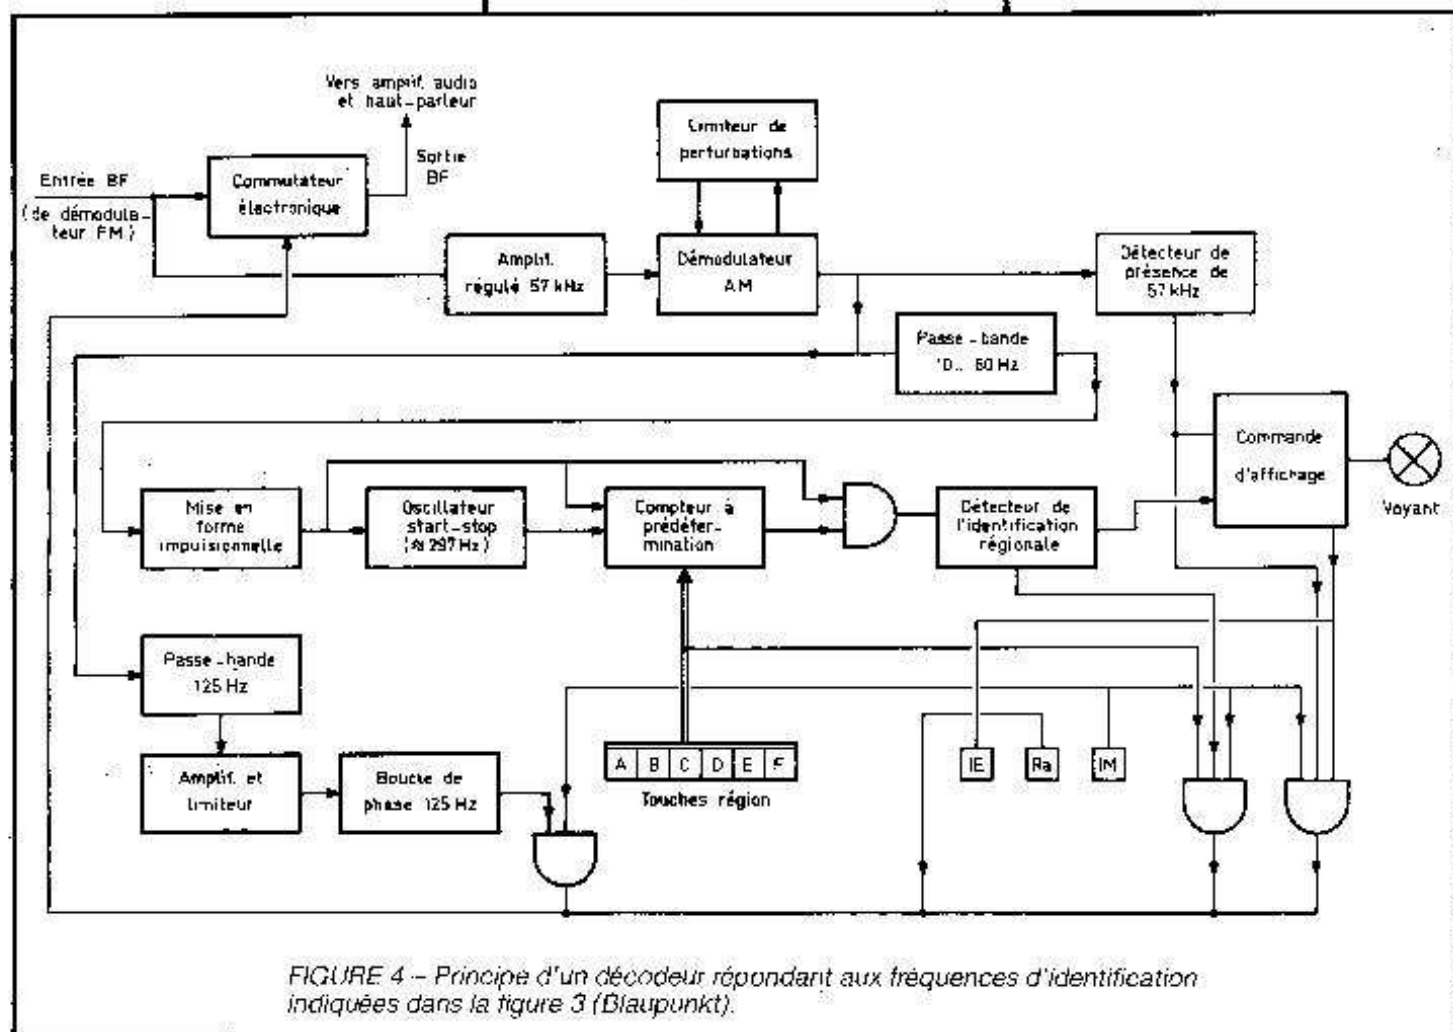 Vers amplif. audio
et haut-parleur
Sortie
BF
Entrée BF
(de démodula-
teur FM)
Commutateur
électronique
Limiteur de
perturbations
Amplif.
régulé 57 kHz
Démodulateur
AM
Détecteur de
présence de
57 kHz
Passe-bande
60 Hz
Commande
d'affichage
Voyant
Mise en
forme
impulsionnelle
Oscillateur
start-stop
(≈ 297 Hz)
Compteur à
prédéter-
mination
Détecteur de
l'identification
régionale
Passe-bande
125 Hz
Amplif. et
limiteur
Boucle de
phase 125 Hz
A B C D E F
Touches région
IE Ra IM
FIGURE 4 – Principe d'un décodeur répondant aux fréquences d'identification
indiquées dans la figure 3 (Blaupunkt).